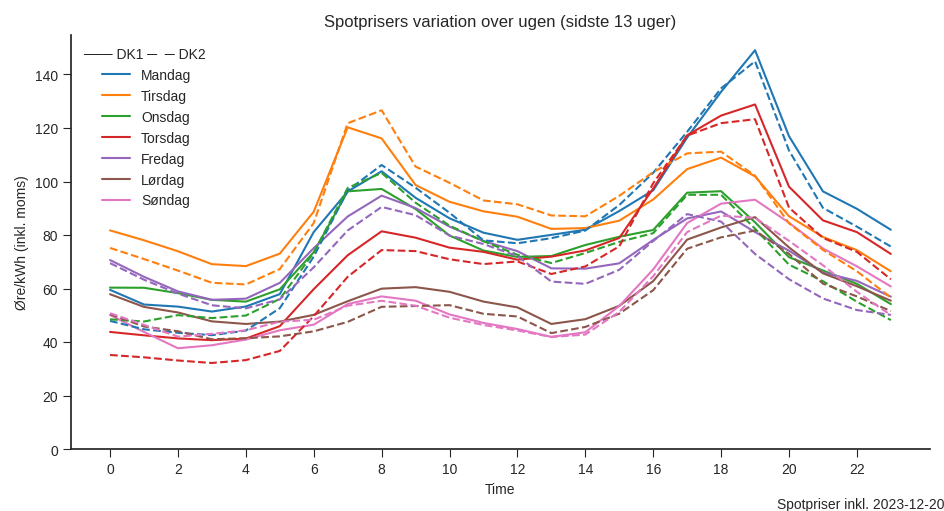 Spotprisers variation over ugen (sidste 13 uger)
Øre/kWh (inkl. moms)
140
120
100
80
60
40
20
0
DK1 DK2
Mandag
Tirsdag
Onsdag
Torsdag
Fredag
Lørdag
Søndag
0 2 4 6 8 10 12 14 16 18 20 22
Time
Spotpriser inkl. 2023-12-20